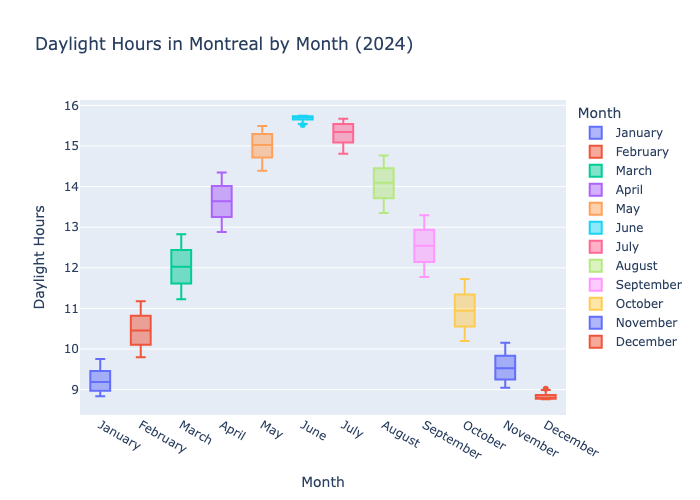 Daylight Hours in Montreal by Month (2024)
16
15
14
13
12
11
10
9
Daylight Hours
January
February
March
April
May
June
July
August
September
October
November
December
Month
Month
January
February
March
April
May
June
July
August
September
October
November
December